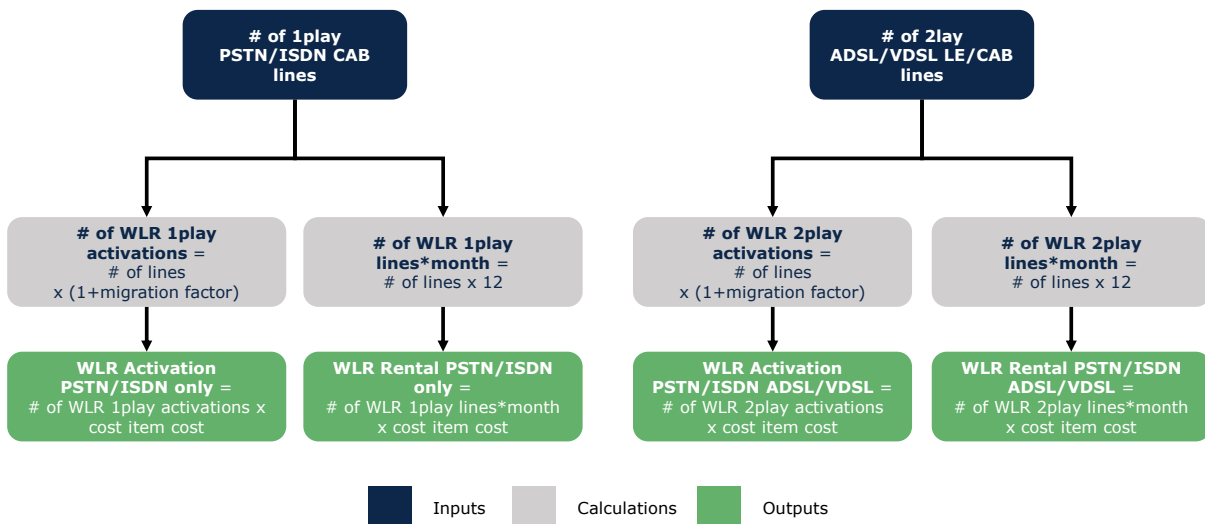 # of 1play
PSTN/ISDN CAB
lines
# of 2lay
ADSL/VDSL LE/CAB
lines
# of WLR 1play
activations =
# of lines
x (1+migration factor)
# of WLR 1play
lines*month =
# of lines x 12
# of WLR 2play
activations =
# of lines
x (1+migration factor)
# of WLR 2play
lines*month =
# of lines x 12
WLR Activation
PSTN/ISDN only =
# of WLR 1play activations x
cost item cost
WLR Rental PSTN/ISDN
only =
# of WLR 1play lines*month
x cost item cost
WLR Activation
PSTN/ISDN ADSL/VDSL =
# of WLR 2play activations
x cost item cost
WLR Rental PSTN/ISDN
ADSL/VDSL =
# of WLR 2play lines*month
x cost item cost
Inputs
Calculations
Outputs